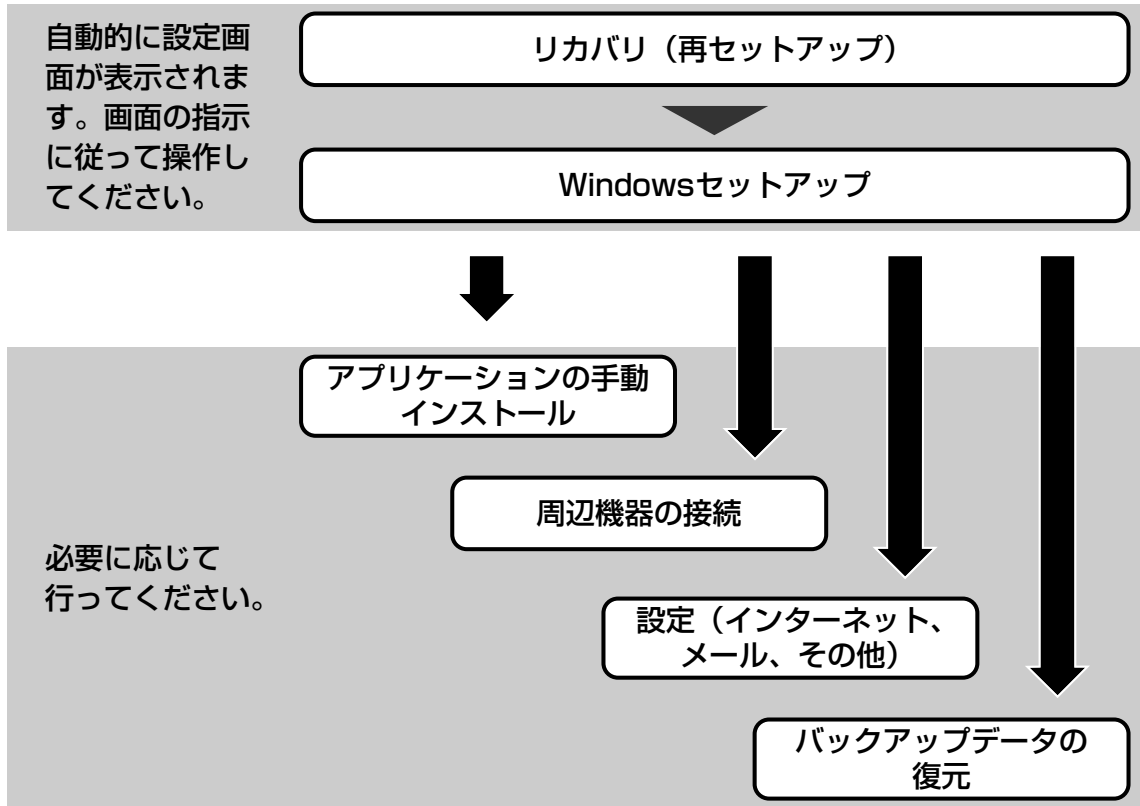 自動的に設定画
面が表示されま
す。画面の指示
に従って操作し
てください。
リカバリ（再セットアップ）
Windowsセットアップ
アプリケーションの手動
インストール
周辺機器の接続
必要に応じて
行ってください。
設定（インターネット、
メール、その他）
バックアップデータの
復元